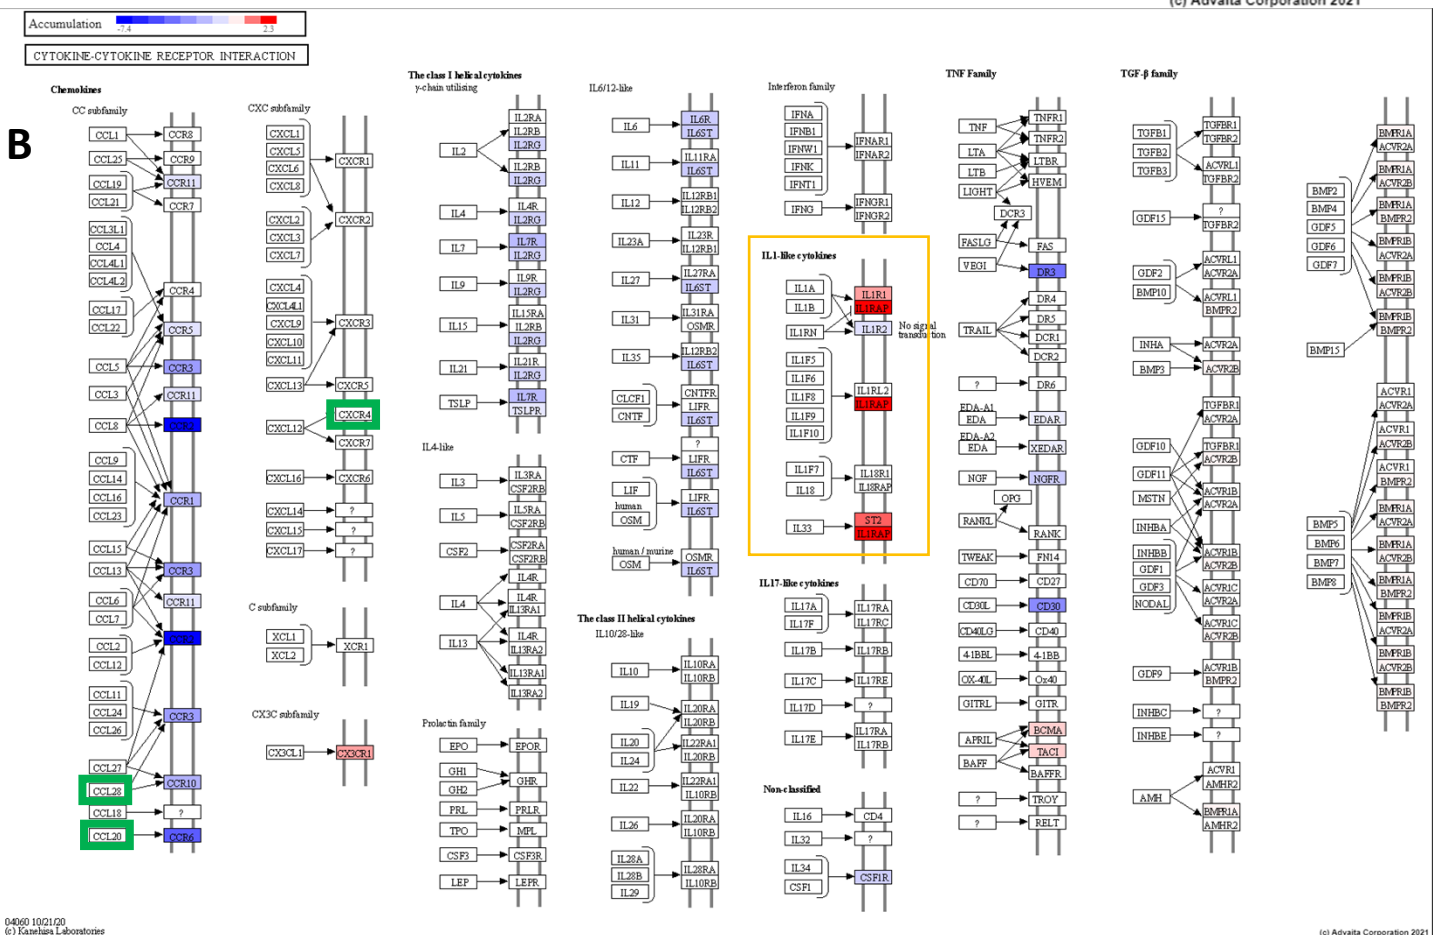 (c) Advaita Corporation 2021
Accumulation
-7.4 2.3
CYTOKINE-CYTOKINE RECEPTOR INTERACTION
B
Chemokines
CC subfamily
CCL1 CCR8
CCL25 CCR9
CCR11
CCL19
CCL21 CCR7
CCL3L1
CCL4
CCL4L1
CCL4L2
CCR4
CCL17
CCL22 CCR5
CCL5 CCR3
CCL3 CCR11
CCL8 CCR2
CCL9
CCL14
CCL16 CCR1
CCL23
CCL15
CCL13 CCR3
CCL6 CCR11
CCL7
CCL2 CCR2
CCL12
CCL11
CCL24 CCR3
CCL26
CCL27
CCL28 CCR10
CCL18 ?
CCL20 CCR6
CXC subfamily
CXCL1
CXCL5
CXCL6 CXCR1
CXCL8
CXCL2 CXCR2
CXCL3
CXCL7
CXCL4
CXCL4L1
CXCL9 CXCR3
CXCL10
CXCL11
CXCL13 CXCR5
CXCR4
CXCL12
CXCR7
CXCL16 CXCR6
CXCL14 ?
CXCL15 ?
CXCL17 ?
C subfamily
XCL1
XCL2 XCR1
CX3C subfamily
CX3CL1 CX3CR1
The class I helical cytokines
γ-chain utilising
IL2RA
IL2RB
IL2RG
IL2
IL2RB
IL2RG
IL4 IL4R
IL2RG
IL7 IL7R
IL2RG
IL9 IL9R
IL2RG
IL15RA
IL15 IL2RB
IL2RG
IL21 IL21R
IL2RG
TSLP IL7R
TSLPR
IL4-like
IL3 IL3RA
CSF2RB
IL5 IL5RA
CSF2RB
CSF2 CSF2RA
CSF2RB
IL4R
IL4 IL4R
IL13RA1
IL13 IL4R
IL13RA2
IL13RA1
IL13RA2
Prolactin family
EPO EPOR
GH1
GH2 GHR
PRL PRLR
TPO MPL
CSF3 CSF3R
LEP LEPR
IL6/12-like
IL6 IL6R
IL6ST
IL11 IL11RA
IL6ST
IL12 IL12RB1
IL12RB2
IL23A IL23R
IL12RB1
IL27 IL27RA
IL6ST
IL31 IL31RA
OSMR
IL35 IL12RB2
IL6ST
CLCF1 CNTFR
CNTF LIFR
IL6ST
?
CTF LIFR
IL6ST
LIF LIFR
human IL6ST
OSM
human / murine OSMR
OSM IL6ST
The class II helical cytokines
IL10/28-like
IL10 IL10RA
IL10RB
IL19 IL20RA
IL20RB
IL20 IL22RA1
IL24 IL20RB
IL22 IL22RA1
IL10RB
IL26 IL20RA
IL10RB
IL28A
IL28B IL28RA
IL29 IL10RB
Interferon family
IFNA
IFNB1
IFNW1 IFNAR1
IFNK IFNAR2
IFNT1
IFNG IFNGR1
IFNGR2
IL1-like cytokines
IL1A IL1R1
IL1B IL1RAP
IL1RN IL1R2 No signal
transduction
IL1F5
IL1F6
IL1F8 IL1RL2
IL1F9 IL1RAP
IL1F10
IL1F7 IL18R1
IL18 IL18RAP
IL33 ST2
IL1RAP
IL17-like cytokines
IL17A IL17RA
IL17F IL17RC
IL17B IL17RB
IL17C IL17RE
IL17D ?
IL17E IL17RA
IL17RB
Non-classified
IL16 CD4
IL32 ?
IL34
CSF1 CSF1R
TNF Family
TNF TNFR1
TNFR2
LTA
LTB LTBR
LIGHT HVEM
DCR3
FASLG FAS
VEGI DR3
DR4
DR5
TRAIL DCR1
DCR2
? DR6
EDA-A1
EDA EDAR
EDA-A2
EDA XEDAR
NGF NGFR
OPG
RANKL RANK
TWEAK FN14
CD70 CD27
CD30L CD30
CD40LG CD40
4-1BBL 4-1BB
OX-40L Ox40
GITRL GITR
APRIL BCMA
TACI
BAFF BAFFR
? TROY
? RELT
TGF-β family
TGFB1 TGFBR1
TGFBR2
TGFB2
TGFB3 ACVRL1
TGFBR2
GDF15 ?
TGFBR2
GDF2 ACVRL1
ACVR2A
BMP10 ACVRL1
BMPR2
INHA ACVR2A
BMP3 ACVR2B
TGFBR1
ACVR2A
GDF10 TGFBR1
ACVR2B
GDF11
MSTN ACVR1B
ACVR2A
INHBA
INHBB ACVR1B
ACVR2B
GDF1
GDF3 ACVR1C
ACVR2A
NODAL ACVR1C
ACVR2B
GDF9 ACVR1B
BMPR2
INHBC ?
INHBE ?
ACVR1
AMHR2
AMH
BMPR1A
AMHR2
BMPR1A
ACVR2A
BMPR1A
ACVR2B
BMP2
BMP4 BMPR1A
BMPR2
GDF5
GDF6 BMPR1B
ACVR2A
GDF7
BMPR1B
ACVR2B
BMPR1B
BMPR2
BMP15
ACVR1
ACVR2A
ACVR1
ACVR2B
ACVR1
BMPR2
BMPR1A
ACVR2A
BMP5
BMP6 BMPR1A
ACVR2B
BMP7
BMP8 BMPR1A
BMPR2
BMPR1B
ACVR2A
BMPR1B
ACVR2B
BMPR1B
BMPR2
04060 10/21/20
(c) Kanehisa Laboratories
(c) Advaita Corporation 2021